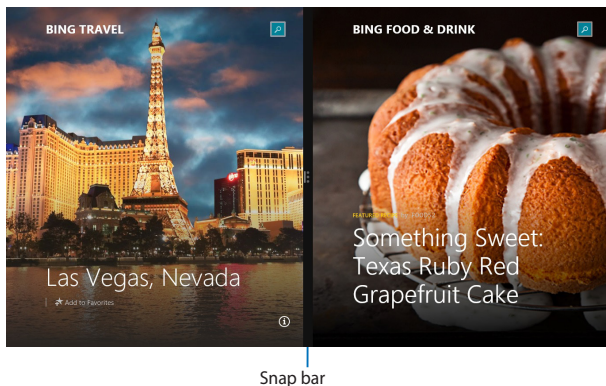 BING TRAVEL
Las Vegas, Nevada
Add to Favorites
BING FOOD & DRINK
Something Sweet:
Texas Ruby Red
Grapefruit Cake
Snap bar